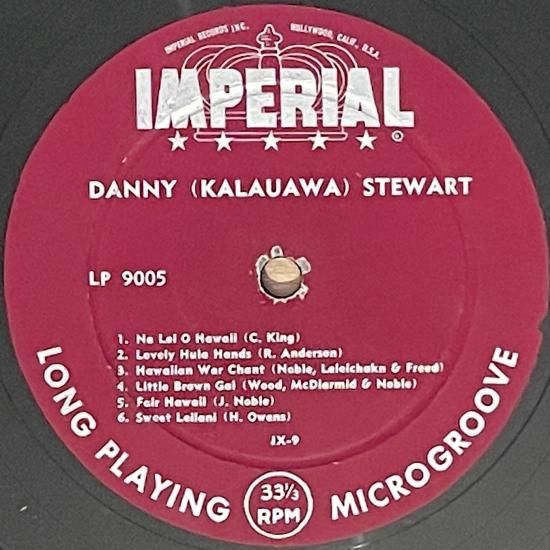 IMPERIAL RECORDS INC. HOLLYWOOD, CALIF., U.S.A.
IMPERIAL
DANNY (KALAUAWA) STEWART
LP 9005
1. Na Lei O Hawaii (C. King)
2. Lovely Hula Hands (R. Anderson)
3. Hawaiian War Chant (Noble, Leleichakn & Freed)
4. Little Brown Gal (Wood, McDiarmid & Noble)
5. Fair Hawaii (J. Noble)
6. Sweet Leilani (H. Owens)
IX-9
LONG PLAYING MICROGROOVE
33⅓
RPM